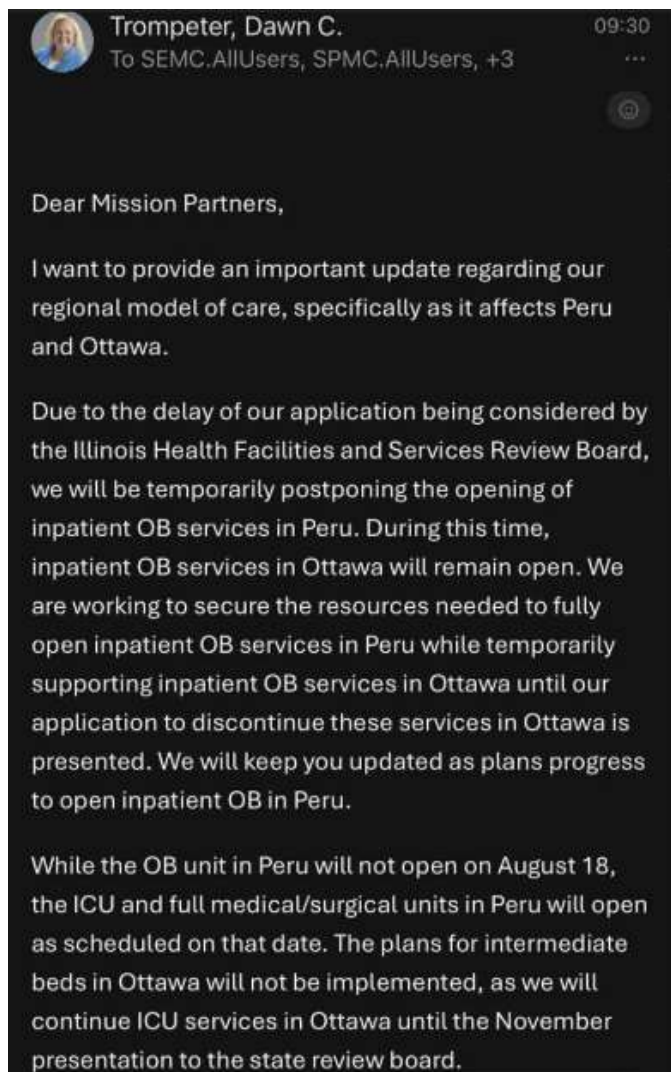 Trompeter, Dawn C.
09:30
To SEMC.AllUsers, SPMC.AllUsers, +3
Dear Mission Partners,
I want to provide an important update regarding our
regional model of care, specifically as it affects Peru
and Ottawa.
Due to the delay of our application being considered by
the Illinois Health Facilities and Services Review Board,
we will be temporarily postponing the opening of
inpatient OB services in Peru. During this time,
inpatient OB services in Ottawa will remain open. We
are working to secure the resources needed to fully
open inpatient OB services in Peru while temporarily
supporting inpatient OB services in Ottawa until our
application to discontinue these services in Ottawa is
presented. We will keep you updated as plans progress
to open inpatient OB in Peru.
While the OB unit in Peru will not open on August 18,
the ICU and full medical/surgical units in Peru will open
as scheduled on that date. The plans for intermediate
beds in Ottawa will not be implemented, as we will
continue ICU services in Ottawa until the November
presentation to the state review board.